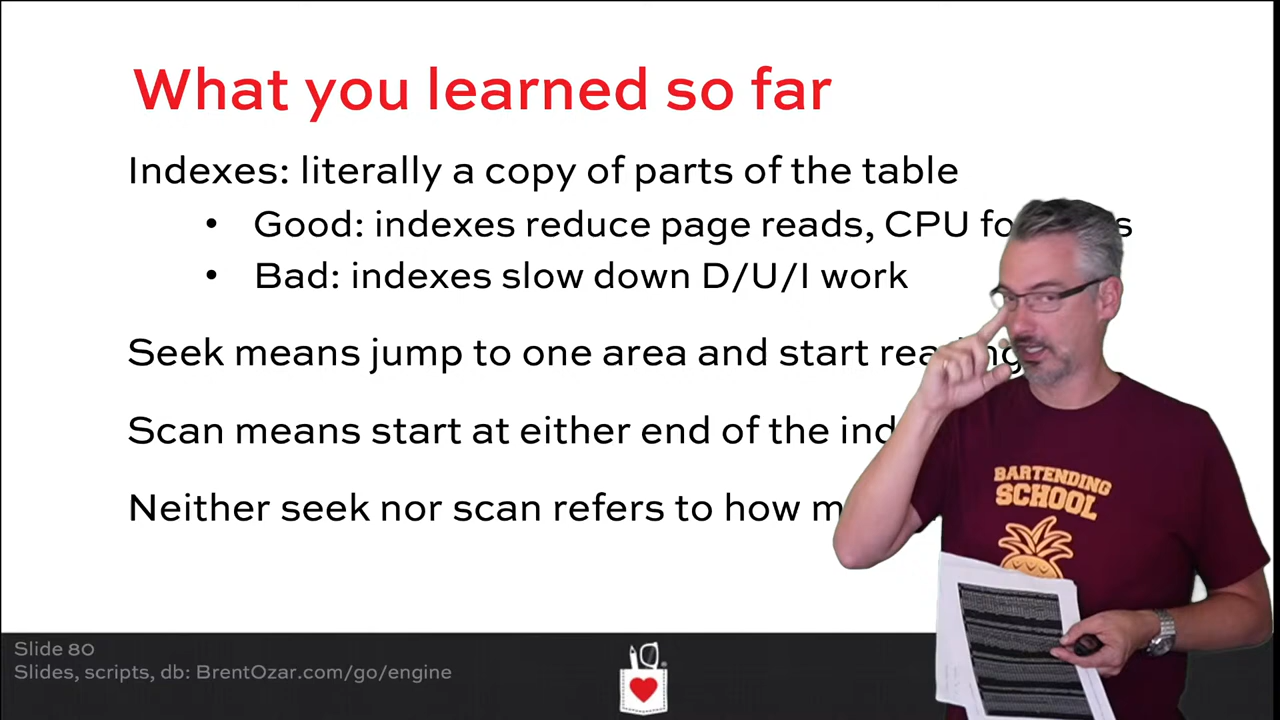 What you learned so far
Indexes: literally a copy of parts of the table
• Good: indexes reduce page reads, CPU
• Bad: indexes slow down D/U/I work
Seek means jump to one area and start reading
Scan means start at either end of the
Neither seek nor scan refers to how
BARTENDING
SCHOOL
Slide 80
Slides, scripts, db: BrentOzar.com/go/engine